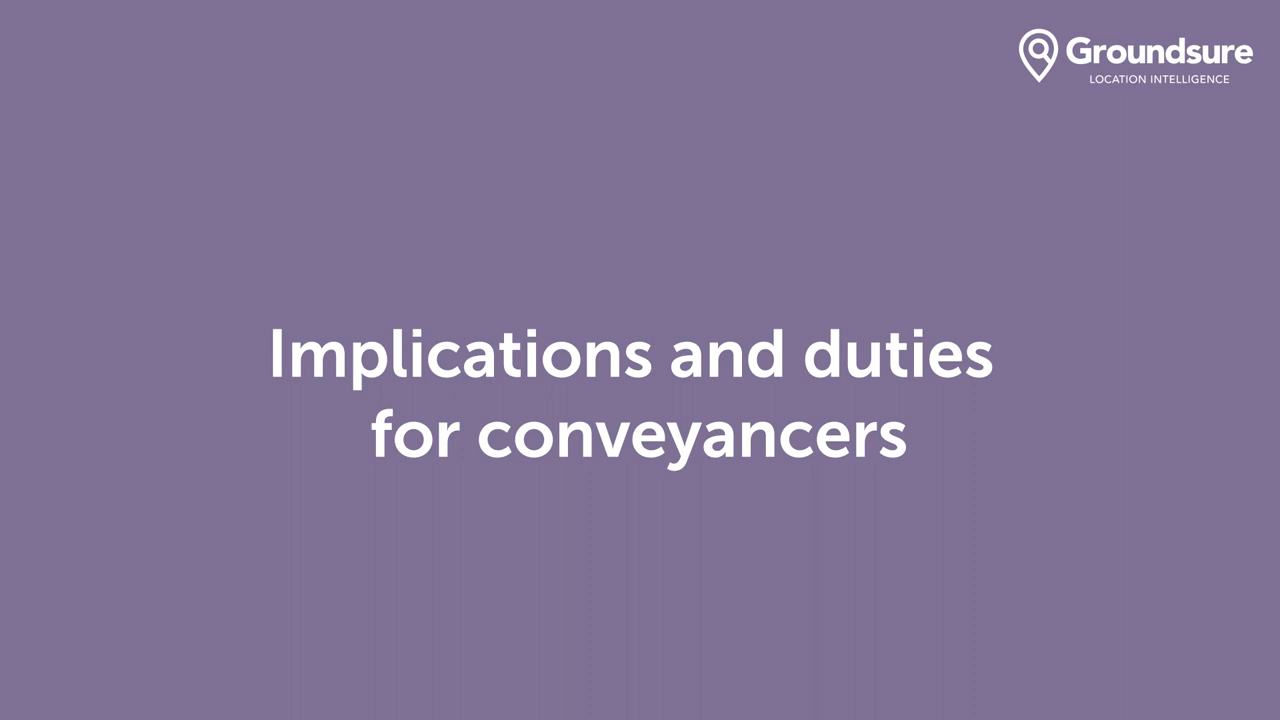 Groundsure
LOCATION INTELLIGENCE
Implications and duties
for conveyancers